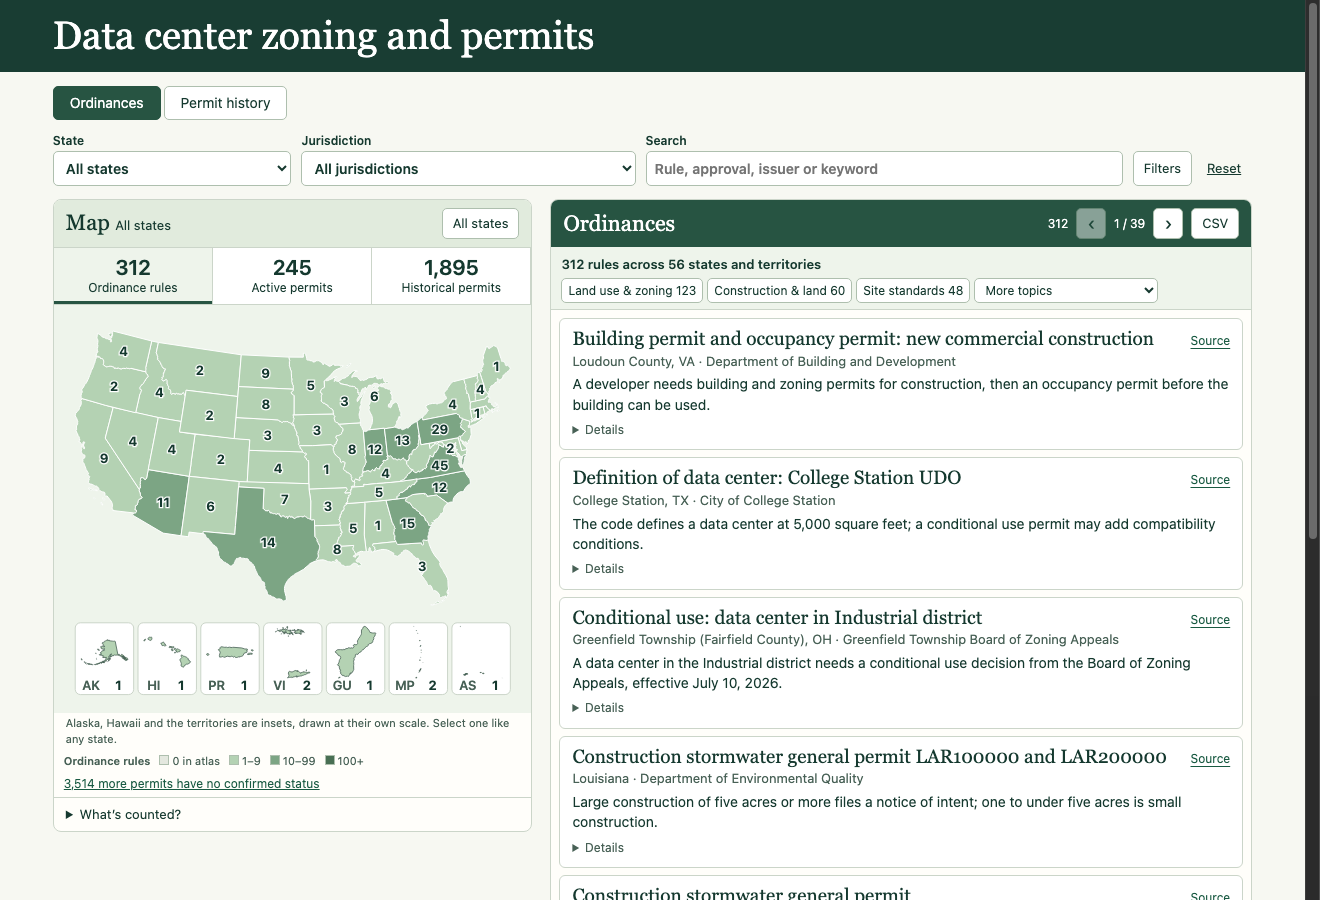 Data center zoning and permits
Ordinances
Permit history
State
Jurisdiction
Search
All states
All jurisdictions
Rule, approval, issuer or keyword
Filters
Reset
Map All states
All states
312
Ordinance rules
245
Active permits
1,895
Historical permits
4
2
4
2
2
9
8
3
5
3
3
6
4
4
1
1
9
4
4
2
4
1
8
12
13
29
2
45
4
5
12
11
6
7
3
14
8
5
1
15
3
AK 1
HI 1
PR 1
VI 2
GU 1
MP 2
AS 1
Alaska, Hawaii and the territories are insets, drawn at their own scale. Select one like
any state.
Ordinance rules 0 in atlas 1–9 10–99 100+
3,514 more permits have no confirmed status
What’s counted?
Ordinances
312 ‹ 1 / 39 › CSV
312 rules across 56 states and territories
Land use & zoning 123
Construction & land 60
Site standards 48
More topics
Building permit and occupancy permit: new commercial construction
Source
Loudoun County, VA · Department of Building and Development
A developer needs building and zoning permits for construction, then an occupancy permit before the
building can be used.
Details
Definition of data center: College Station UDO
Source
College Station, TX · City of College Station
The code defines a data center at 5,000 square feet; a conditional use permit may add compatibility
conditions.
Details
Conditional use: data center in Industrial district
Source
Greenfield Township (Fairfield County), OH · Greenfield Township Board of Zoning Appeals
A data center in the Industrial district needs a conditional use decision from the Board of Zoning
Appeals, effective July 10, 2026.
Details
Construction stormwater general permit LAR100000 and LAR200000
Source
Louisiana · Department of Environmental Quality
Large construction of five acres or more files a notice of intent; one to under five acres is small
construction.
Details
Construction stormwater general permit
Source